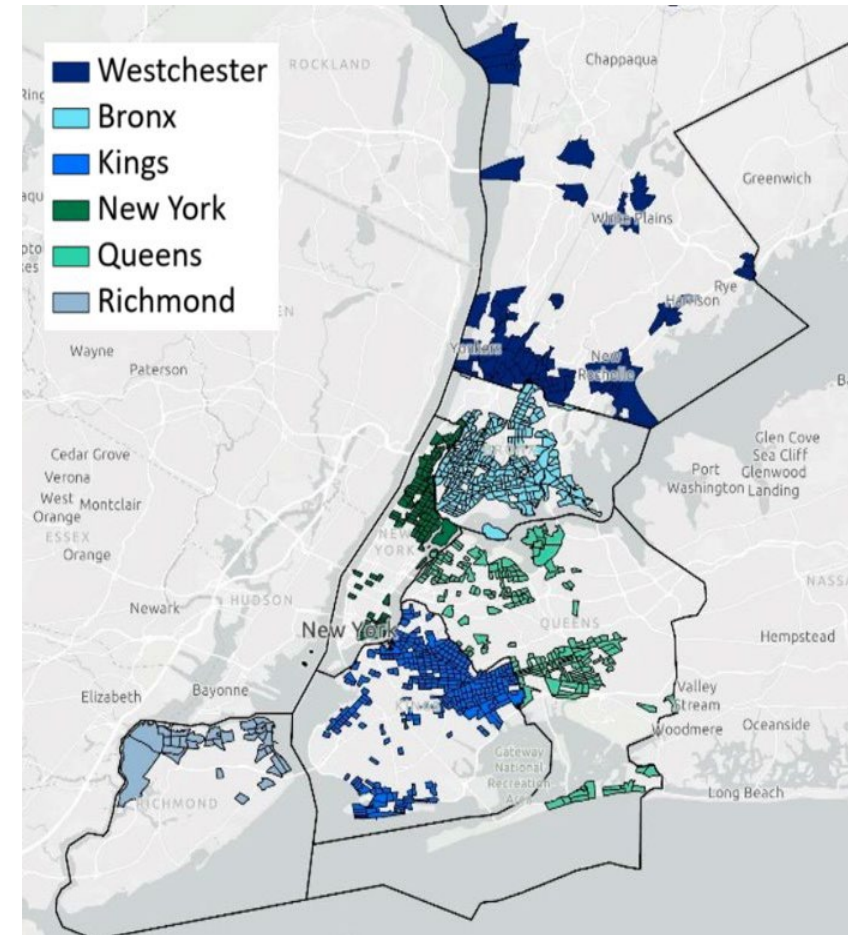 Westchester
Bronx
Kings
New York
Queens
Richmond
ROCKLAND
Chappaqua
Greenwich
White Plains
Rye
Harrison
Yonkers
New
Rochelle
Wayne
Paterson
Cedar Grove
Verona
West Montclair
Orange
ESSEX
Orange
Glen Cove
Sea Cliff
Port Glenwood
Washington Landing
NEW
YORK
Newark
HUDSON
New York
QUEENS
Hempstead
Elizabeth
Bayonne
Valley
Stream
Woodmere
Oceanside
Gateway
National
Recreation
Long Beach
RICHMOND